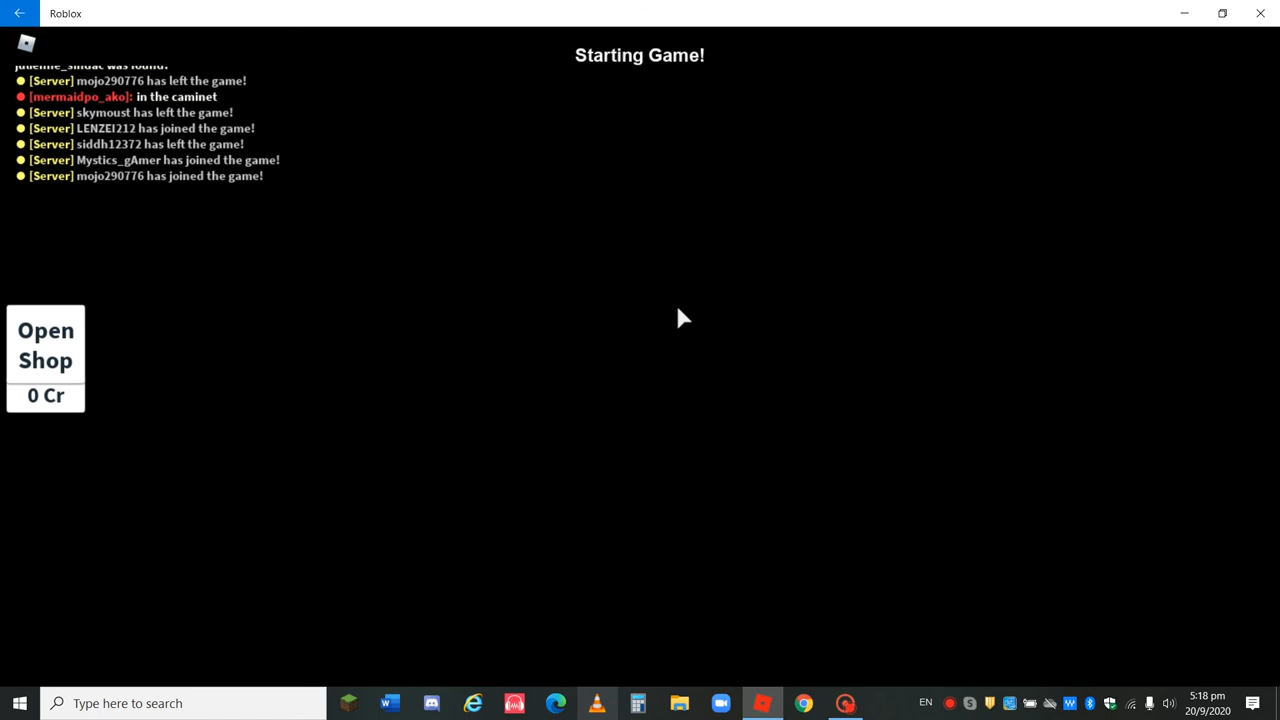 Roblox
Starting Game!
julienne_sindac was found!
[Server] mojo290776 has left the game!
[mermaidpo_ako]: in the caminet
[Server] skymoust has left the game!
[Server] LENZEI212 has joined the game!
[Server] siddh12372 has left the game!
[Server] Mystics_gAmer has joined the game!
[Server] mojo290776 has joined the game!
Open
Shop
0 Cr
Type here to search
EN
5:18 pm
20/9/2020